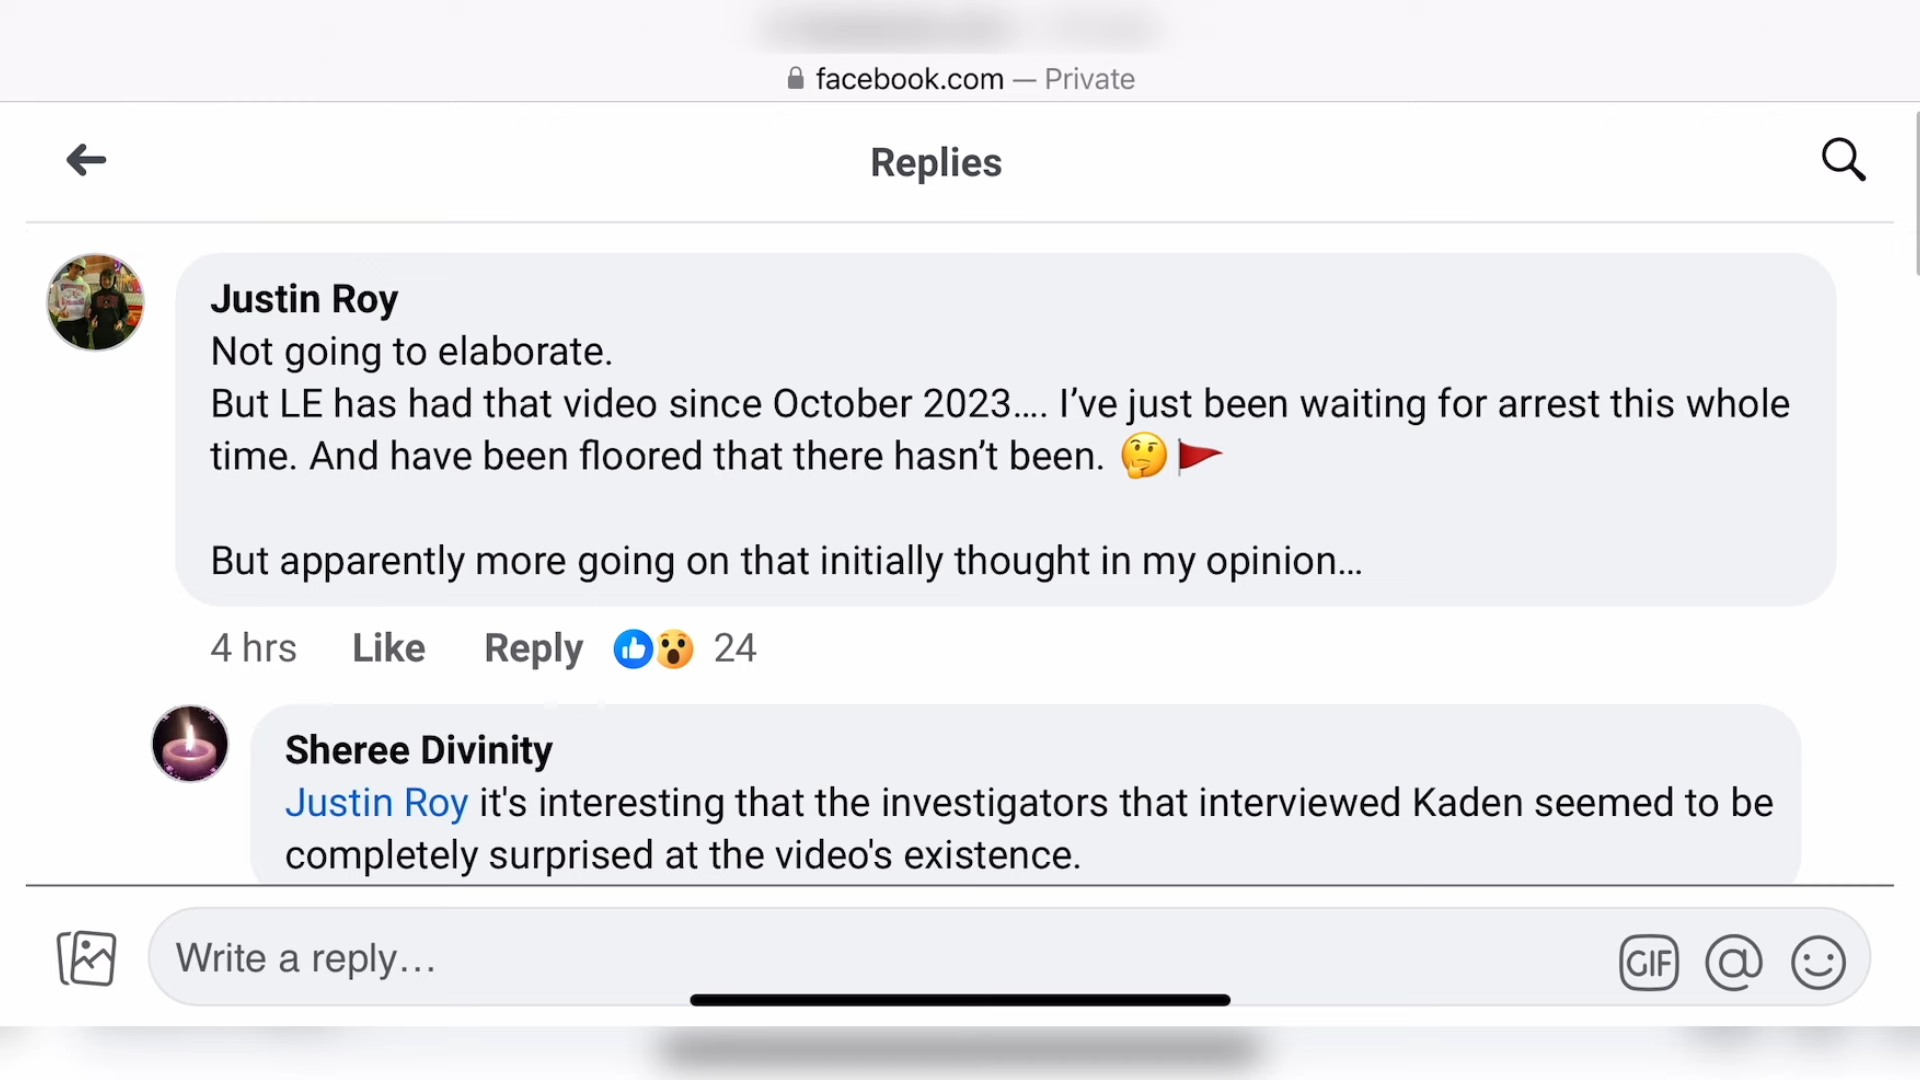 facebook.com — Private
Replies
Justin Roy
Not going to elaborate.
But LE has had that video since October 2023.... I’ve just been waiting for arrest this whole
time. And have been floored that there hasn’t been. 🤔🚩
But apparently more going on that initially thought in my opinion...
4 hrs Like Reply 24
Sheree Divinity
Justin Roy it's interesting that the investigators that interviewed Kaden seemed to be
completely surprised at the video's existence.
Write a reply...
GIF